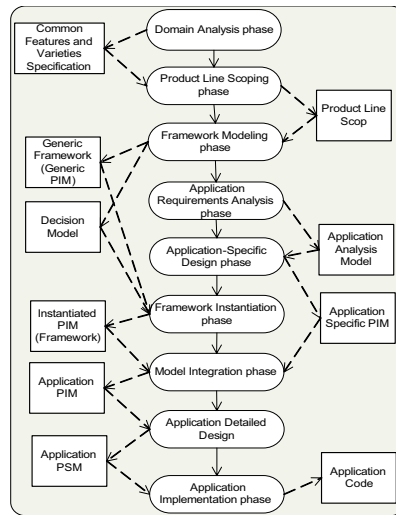 Domain Analysis phase
Common
Features and
Varieties
Specification
Product Line Scoping
phase
Product Line
Scop
Framework Modeling
phase
Generic
Framework
(Generic
PIM)
Application
Requirements Analysis
phase
Decision
Model
Application-Specific
Design phase
Application
Analysis
Model
Instantiated
PIM
(Framework)
Framework Instantiation
phase
Application
Specific PIM
Model Integration phase
Application
PIM
Application Detailed
Design
Application
PSM
Application
Implementation phase
Application
Code